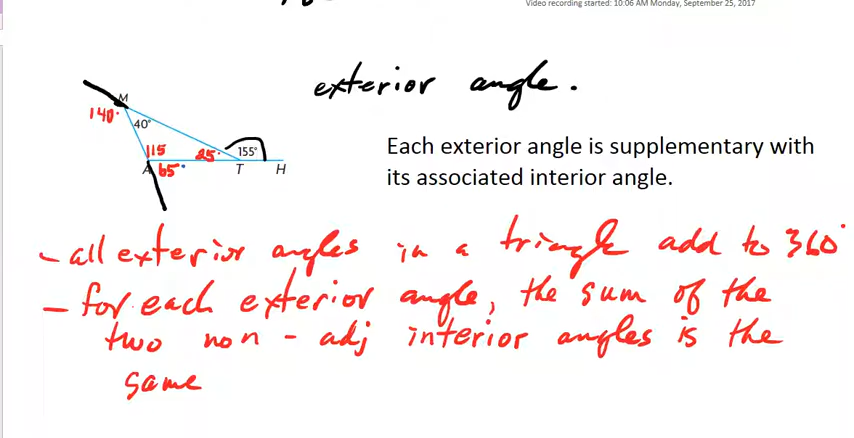 Video recording started: 10:06 AM Monday, September 25, 2017
exterior angle.
M
140°
40°
115
25°
155°
A
65°
T
H
Each exterior angle is supplementary with
its associated interior angle.
- all exterior angles in a triangle add to 360°
- for each exterior angle, the sum of the
two non-adj interior angles is the
same